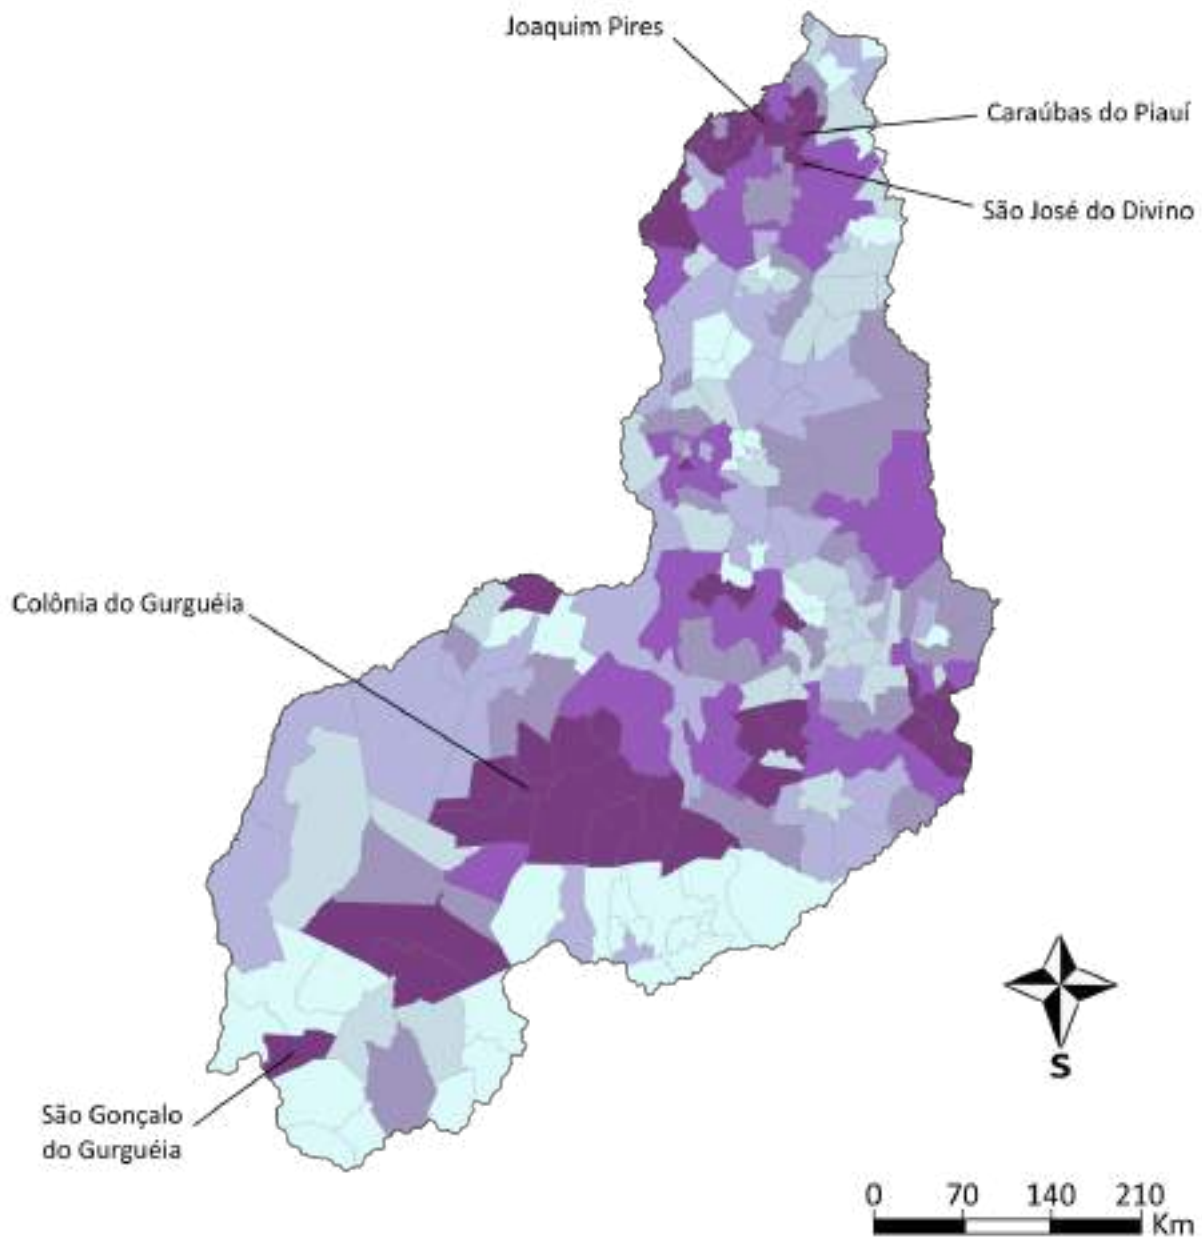 Joaquim Pires
Caraúbas do Piauí
São José do Divino
Colônia do Gurguéia
São Gonçalo
do Gurguéia
S
0 70 140 210
Km